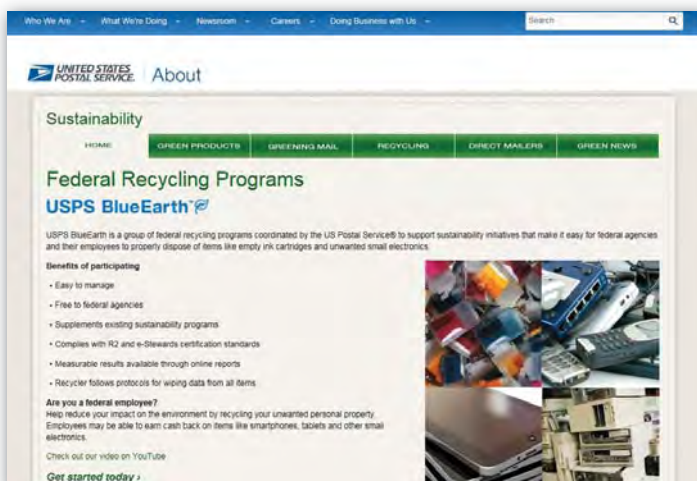 Who We Are What We're Doing Newsroom Careers Doing Business with Us Search
UNITED STATES
POSTAL SERVICE. About
Sustainability
HOME GREEN PRODUCTS GREENING MAIL RECYCLING DIRECT MAILERS GREEN NEWS
Federal Recycling Programs
USPS BlueEarth™
USPS BlueEarth is a group of federal recycling programs coordinated by the US Postal Service® to support sustainability initiatives that make it easy for federal agencies
and their employees to properly dispose of items like empty ink cartridges and unwanted small electronics.
Benefits of participating
• Easy to manage
• Free to federal agencies
• Supplements existing sustainability programs
• Complies with R2 and e-Stewards certification standards
• Measurable results available through online reports
• Recycler follows protocols for wiping data from all items
Are you a federal employee?
Help reduce your impact on the environment by recycling your unwanted personal property.
Employees may be able to earn cash back on items like smartphones, tablets and other small
electronics.
Check out our video on YouTube
Get started today ›